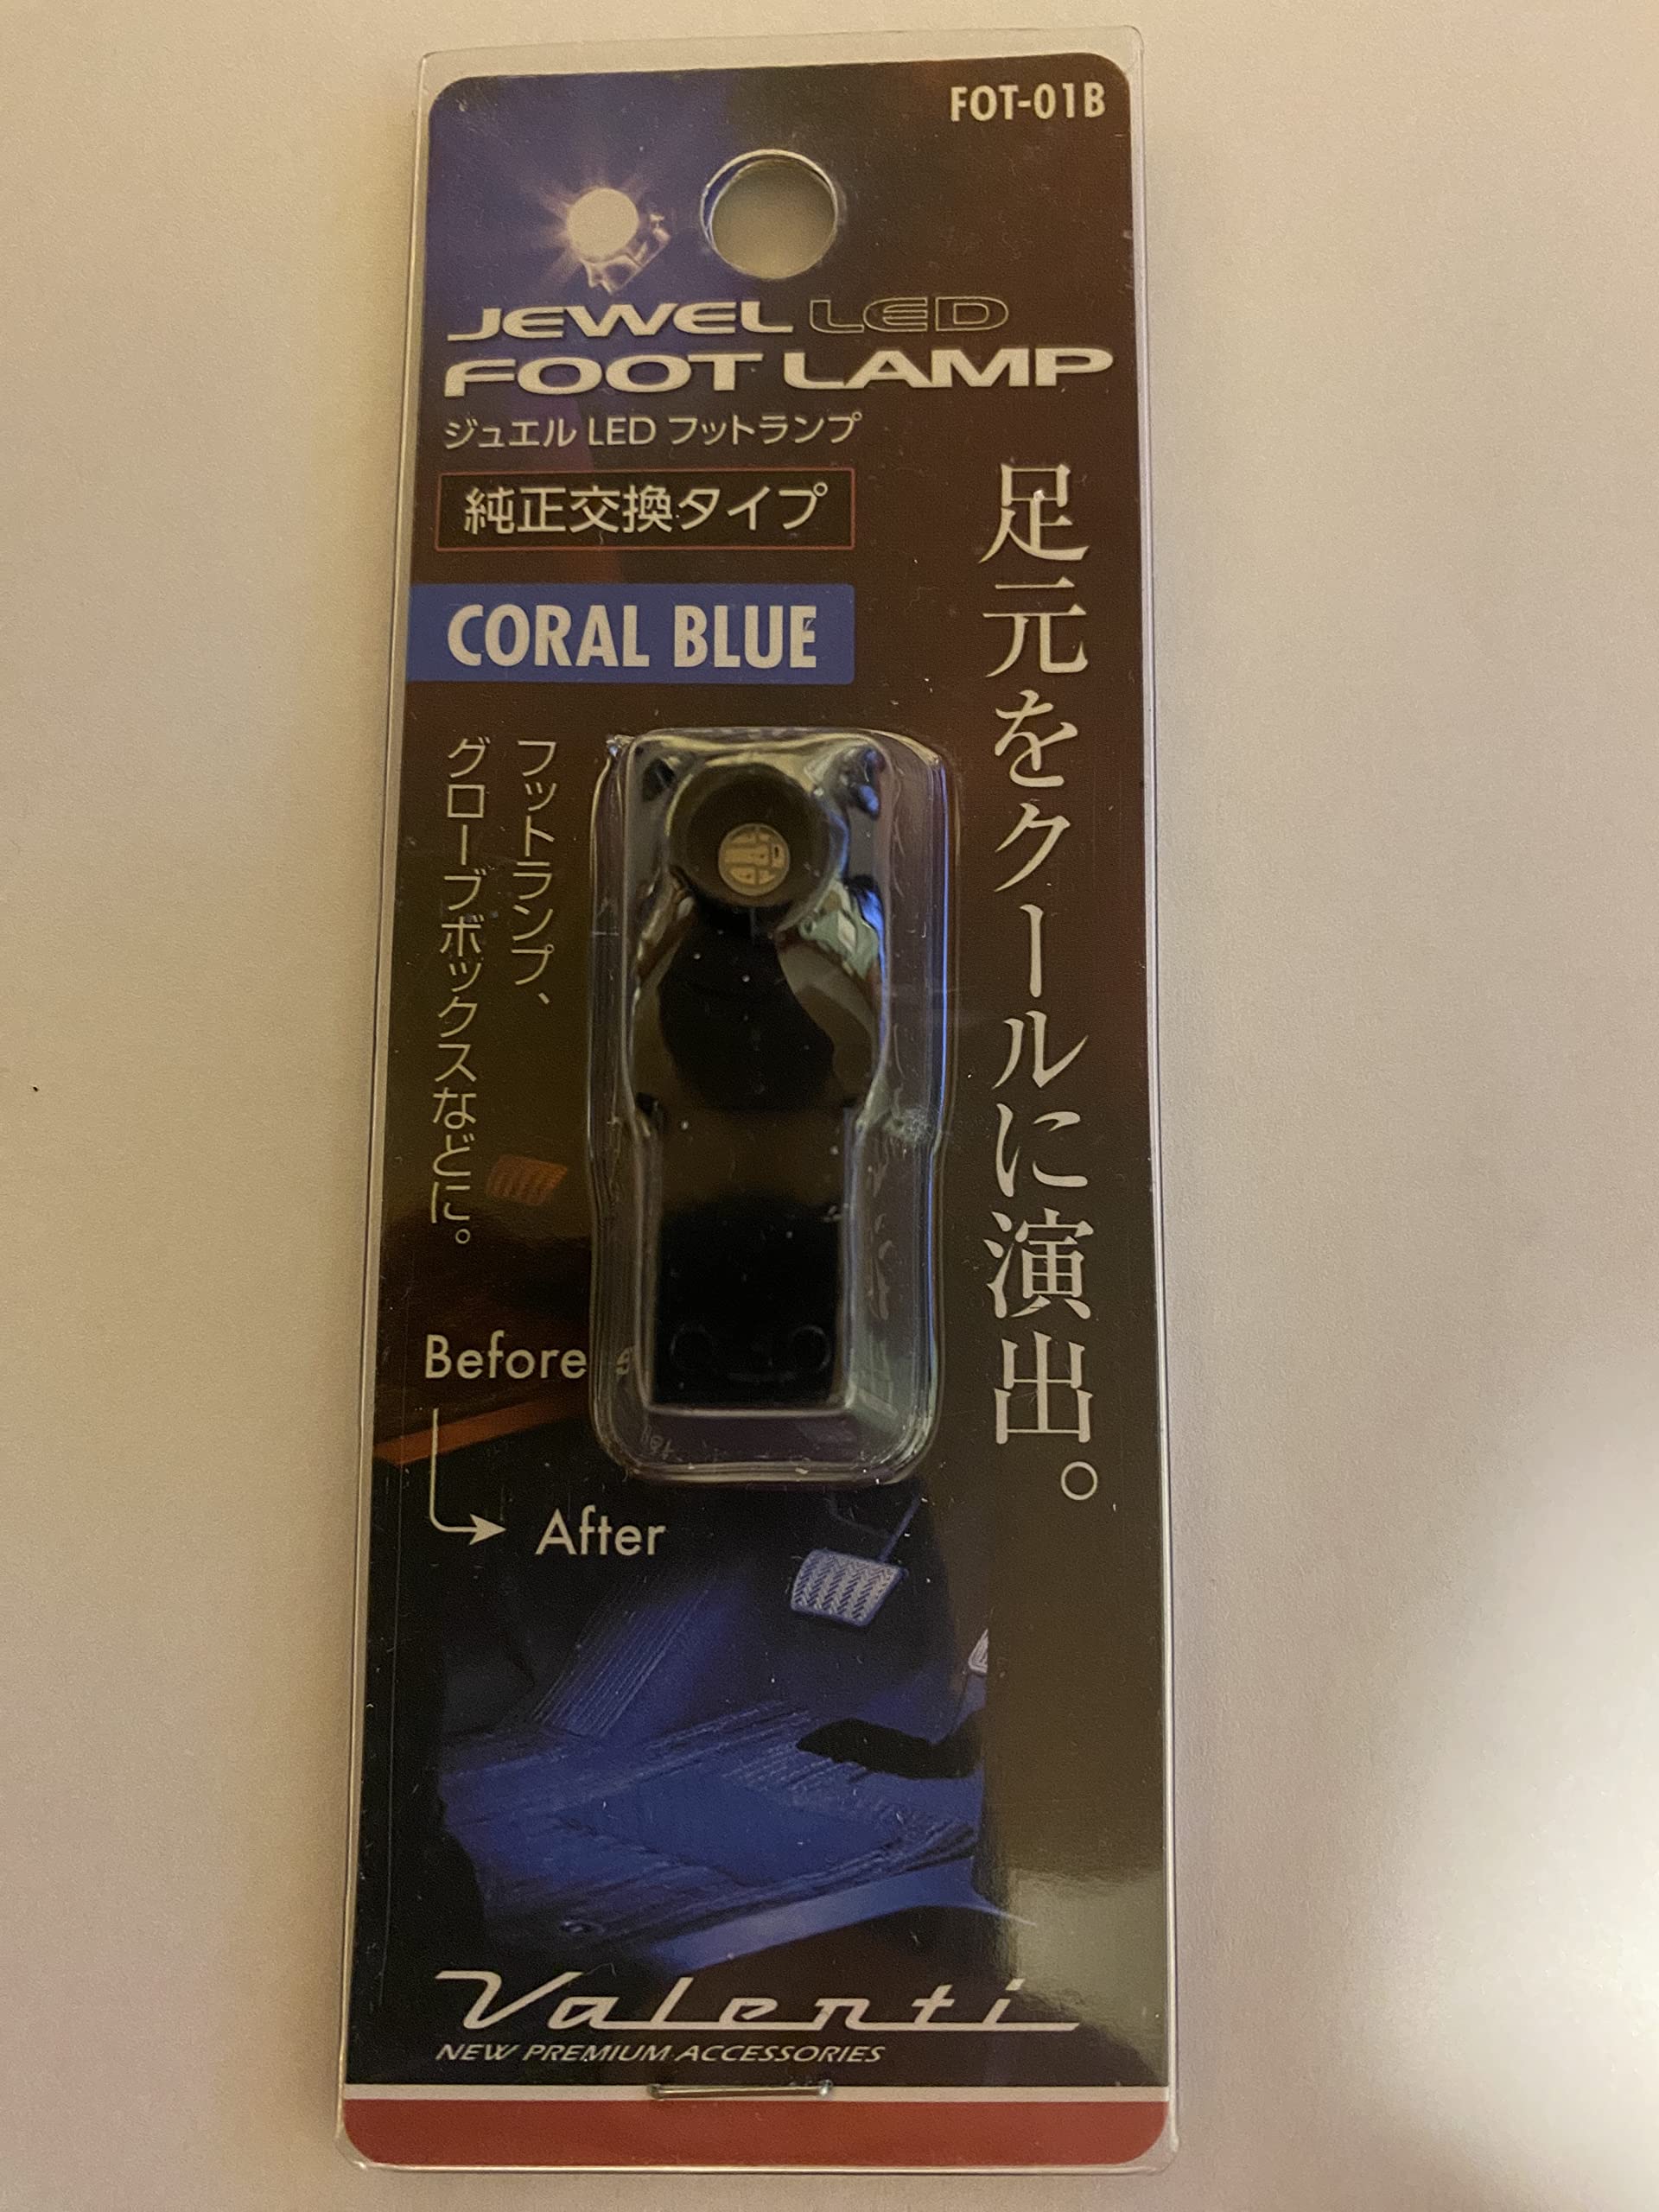 FOT-01B
JEWEL LED
FOOT LAMP
ジュエル LED フットランプ
純正交換タイプ
CORAL BLUE
足元をクールに演出。
フットランプ、
グローブボックスなどに。
Before
After
Valenti
NEW PREMIUM ACCESSORIES